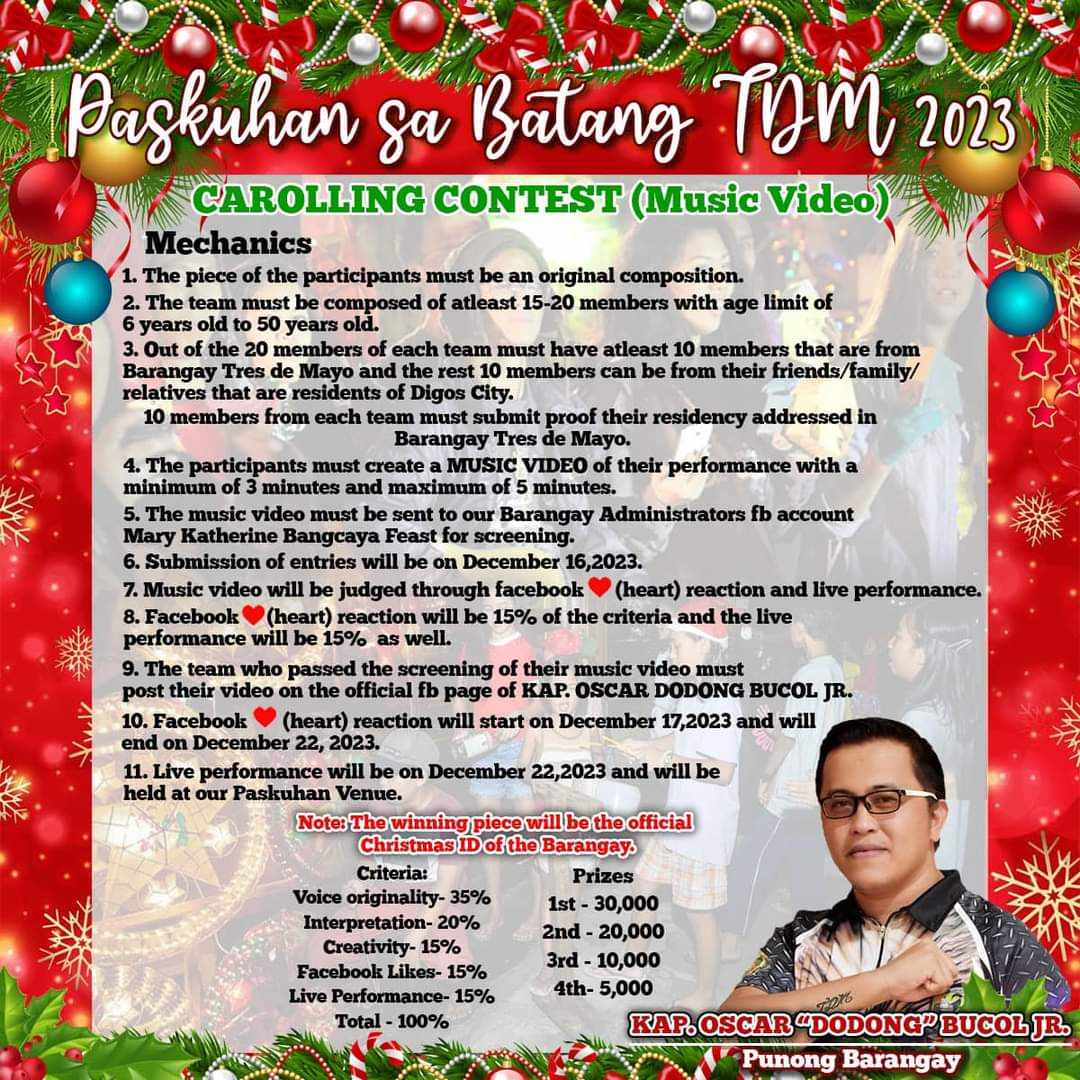 Paskuhan sa Batang TDM 2023
CAROLLING CONTEST (Music Video)
Mechanics
1. The piece of the participants must be an original composition.
2. The team must be composed of atleast 15-20 members with age limit of
6 years old to 50 years old.
3. Out of the 20 members of each team must have atleast 10 members that are from
Barangay Tres de Mayo and the rest 10 members can be from their friends/family/
relatives that are residents of Digos City.
10 members from each team must submit proof their residency addressed in
Barangay Tres de Mayo.
4. The participants must create a MUSIC VIDEO of their performance with a
minimum of 3 minutes and maximum of 5 minutes.
5. The music video must be sent to our Barangay Administrators fb account
Mary Katherine Bangcaya Feast for screening.
6. Submission of entries will be on December 16,2023.
7. Music video will be judged through facebook ❤ (heart) reaction and live performance.
8. Facebook ❤ (heart) reaction will be 15% of the criteria and the live
performance will be 15% as well.
9. The team who passed the screening of their music video must
post their video on the official fb page of KAP. OSCAR DODONG BUCOL JR.
10. Facebook ❤ (heart) reaction will start on December 17,2023 and will
end on December 22, 2023.
11. Live performance will be on December 22,2023 and will be
held at our Paskuhan Venue.
Note: The winning piece will be the official
Christmas ID of the Barangay.
Criteria:
Voice originality- 35%
Interpretation- 20%
Creativity- 15%
Facebook Likes- 15%
Live Performance- 15%
Total - 100%
Prizes
1st - 30,000
2nd - 20,000
3rd - 10,000
4th- 5,000
TDM
KAP. OSCAR "DODONG" BUCOL JR.
Punong Barangay